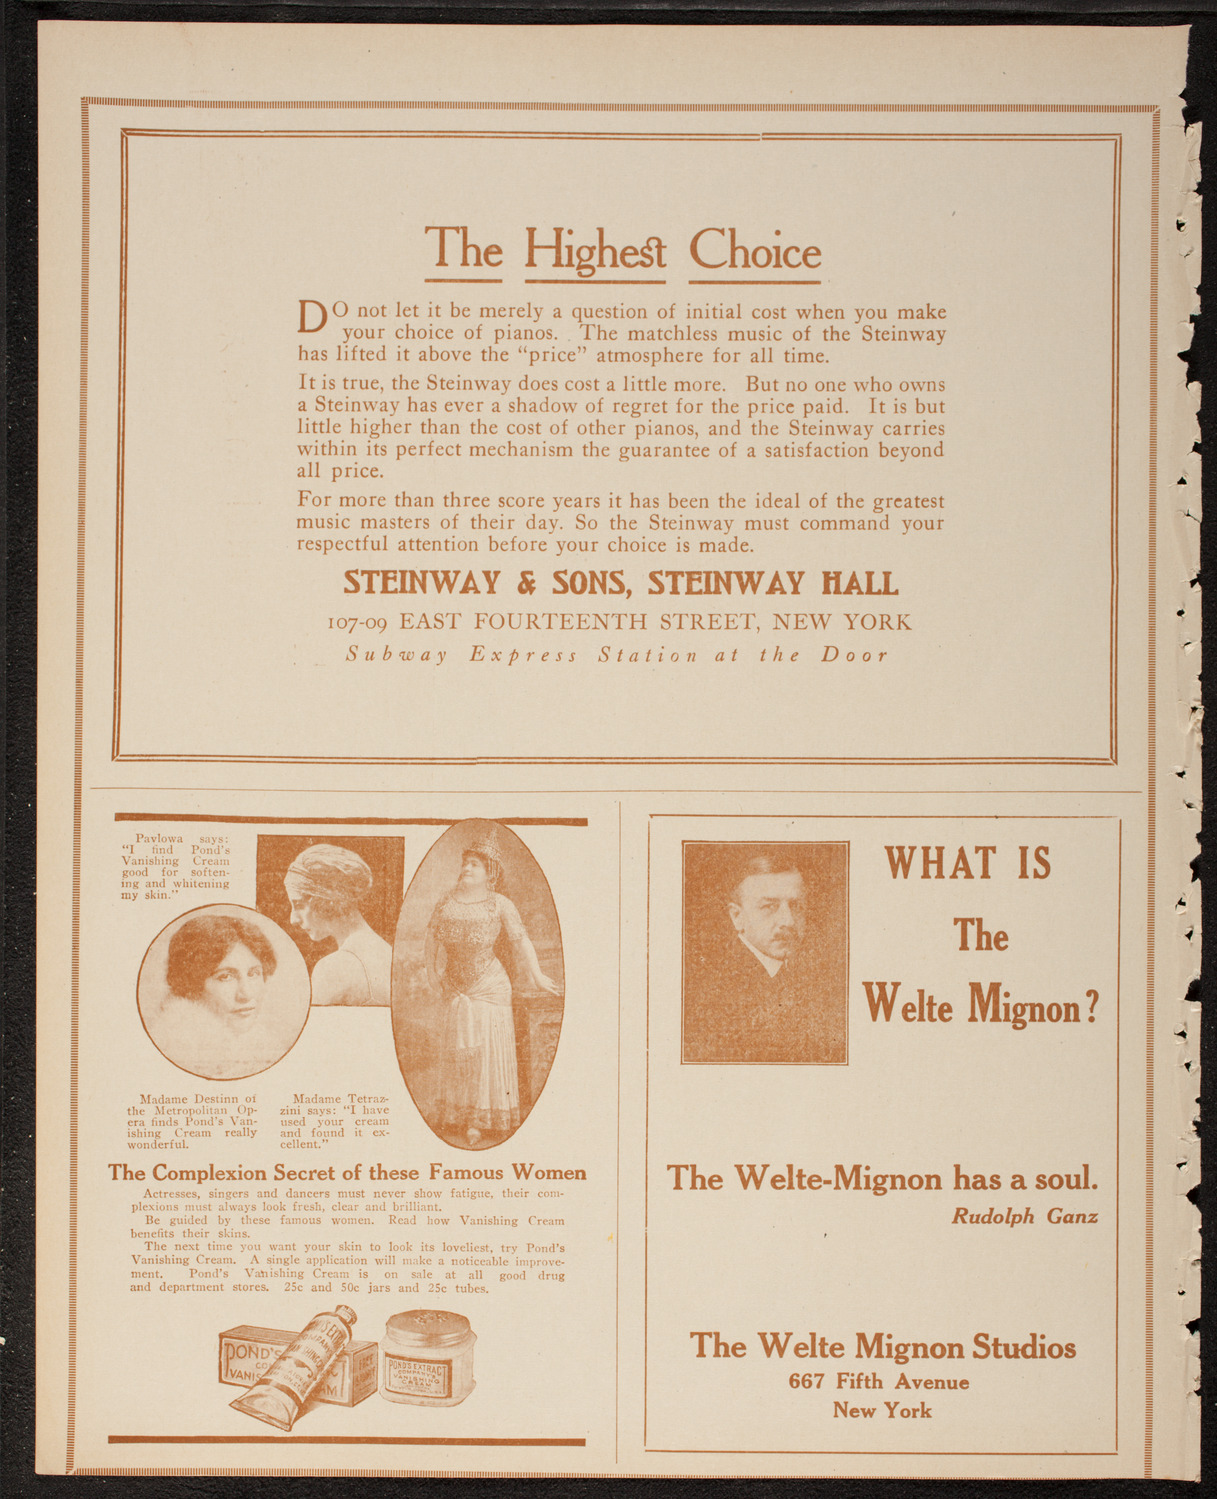 The Highest Choice
DO not let it be merely a question of initial cost when you make
your choice of pianos. The matchless music of the Steinway
has lifted it above the "price" atmosphere for all time.
It is true, the Steinway does cost a little more. But no one who owns
a Steinway has ever a shadow of regret for the price paid. It is but
little higher than the cost of other pianos, and the Steinway carries
within its perfect mechanism the guarantee of a satisfaction beyond
all price.
For more than three score years it has been the ideal of the greatest
music masters of their day. So the Steinway must command your
respectful attention before your choice is made.
STEINWAY & SONS, STEINWAY HALL
107-09 EAST FOURTEENTH STREET, NEW YORK
Subway Express Station at the Door
Pavlowa says:
"I find Pond's
Vanishing Cream
good for soften-
ing and whitening
my skin."
Madame Destinn of
the Metropolitan Op-
era finds Pond's Van-
ishing Cream really
wonderful.
Madame Tetraz-
zini says: "I have
used your cream
and found it ex-
cellent."
The Complexion Secret of these Famous Women
Actresses, singers and dancers must never show fatigue, their com-
plexions must always look fresh, clear and brilliant.
Be guided by these famous women. Read how Vanishing Cream
benefits their skins.
The next time you want your skin to look its loveliest, try Pond's
Vanishing Cream. A single application will make a noticeable improve-
ment. Pond's Vanishing Cream is on sale at all good drug
and department stores. 25c and 50c jars and 25c tubes.
POND'S
VANIS
AM
POND'S EXTRACT
COMPANY'S
VANISHING
CREAM
WHAT IS
The
Welte Mignon?
The Welte-Mignon has a soul.
Rudolph Ganz
The Welte Mignon Studios
667 Fifth Avenue
New York